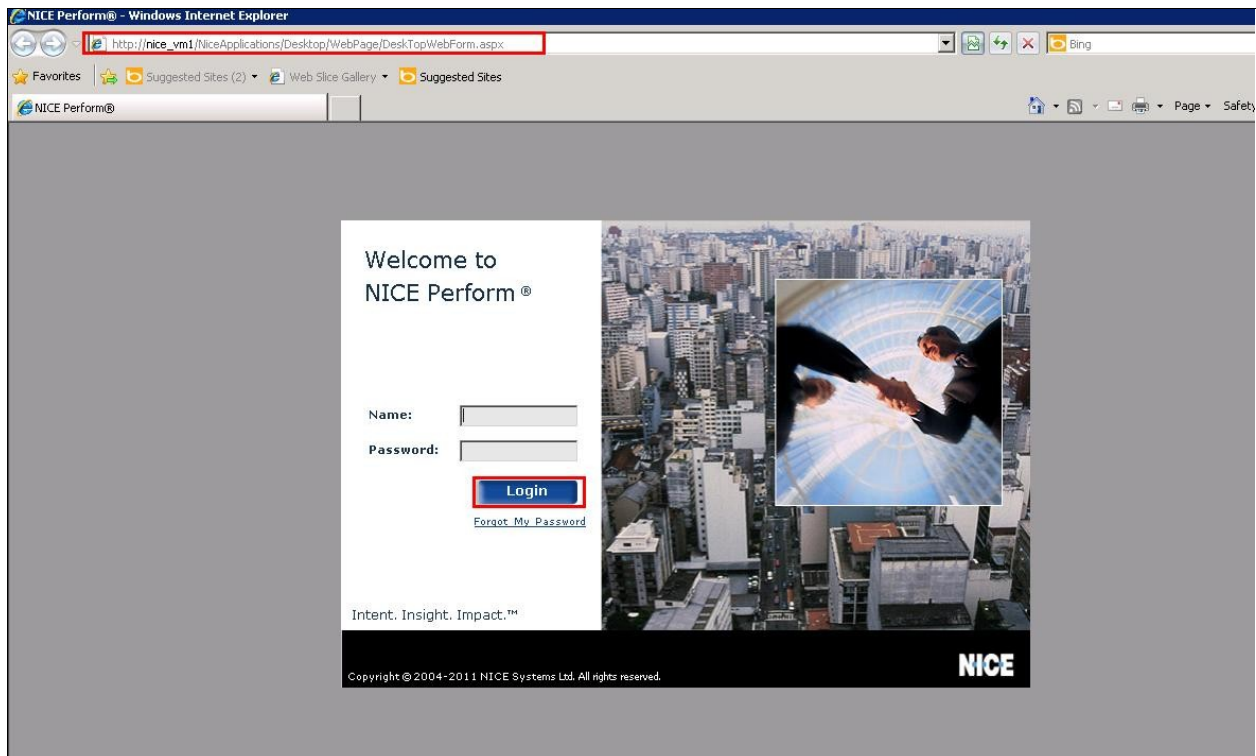 NICE Perform® - Windows Internet Explorer
http://nice_vm1/NiceApplications/Desktop/WebPage/DeskTopWebForm.aspx
Bing
Favorites
Suggested Sites (2)
Web Slice Gallery
Suggested Sites
NICE Perform®
Page
Safety
Welcome to
NICE Perform ®
Name:
Password:
Login
Forgot My Password
Intent. Insight. Impact.™
Copyright © 2004-2011 NICE Systems Ltd. All rights reserved.
NICE